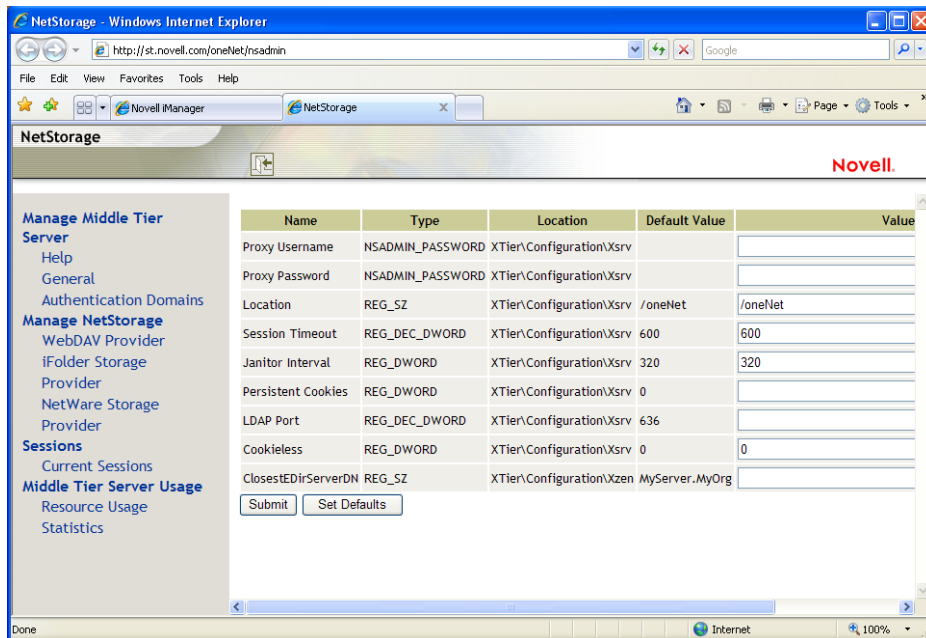 NetStorage - Windows Internet Explorer
http://st.novell.com/oneNet/nsadmin
Google
File Edit View Favorites Tools Help
Novell iManager
NetStorage
Page
Tools
NetStorage
Novell.
Manage Middle Tier
Server
Help
General
Authentication Domains
Manage NetStorage
WebDAV Provider
iFolder Storage
Provider
NetWare Storage
Provider
Sessions
Current Sessions
Middle Tier Server Usage
Resource Usage
Statistics
Name Type Location Default Value Value
Proxy Username NSADMIN_PASSWORD XTier\Configuration\Xsrv
Proxy Password NSADMIN_PASSWORD XTier\Configuration\Xsrv
Location REG_SZ XTier\Configuration\Xsrv /oneNet /oneNet
Session Timeout REG_DEC_DWORD XTier\Configuration\Xsrv 600 600
Janitor Interval REG_DWORD XTier\Configuration\Xsrv 320 320
Persistent Cookies REG_DWORD XTier\Configuration\Xsrv 0
LDAP Port REG_DEC_DWORD XTier\Configuration\Xsrv 636
Cookieless REG_DWORD XTier\Configuration\Xsrv 0 0
ClosestEDirServerDN REG_SZ XTier\Configuration\Xzen MyServer.MyOrg
Submit Set Defaults
Done
Internet
100%